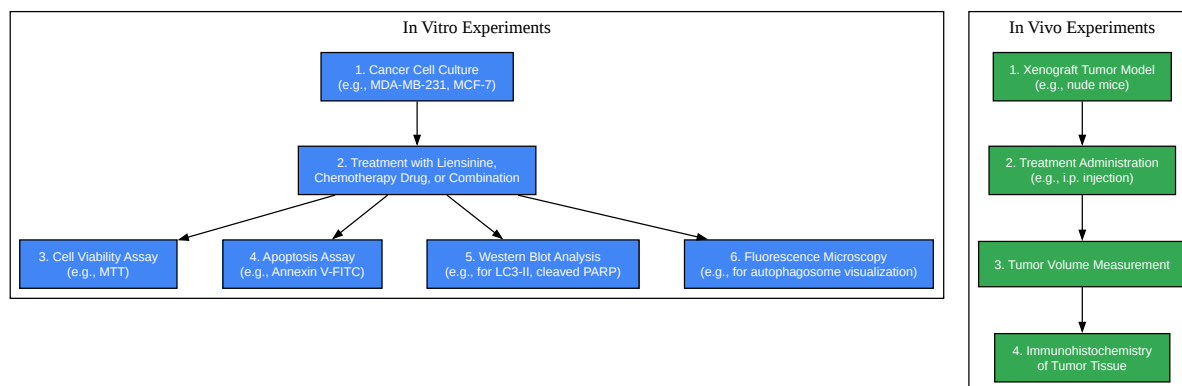 In Vitro Experiments
1. Cancer Cell Culture
(e.g., MDA-MB-231, MCF-7)
2. Treatment with Liensinine,
Chemotherapy Drug, or Combination
3. Cell Viability Assay
(e.g., MTT)
4. Apoptosis Assay
(e.g., Annexin V-FITC)
5. Western Blot Analysis
(e.g., for LC3-II, cleaved PARP)
6. Fluorescence Microscopy
(e.g., for autophagosome visualization)
In Vivo Experiments
1. Xenograft Tumor Model
(e.g., nude mice)
2. Treatment Administration
(e.g., i.p. injection)
3. Tumor Volume Measurement
4. Immunohistochemistry
of Tumor Tissue